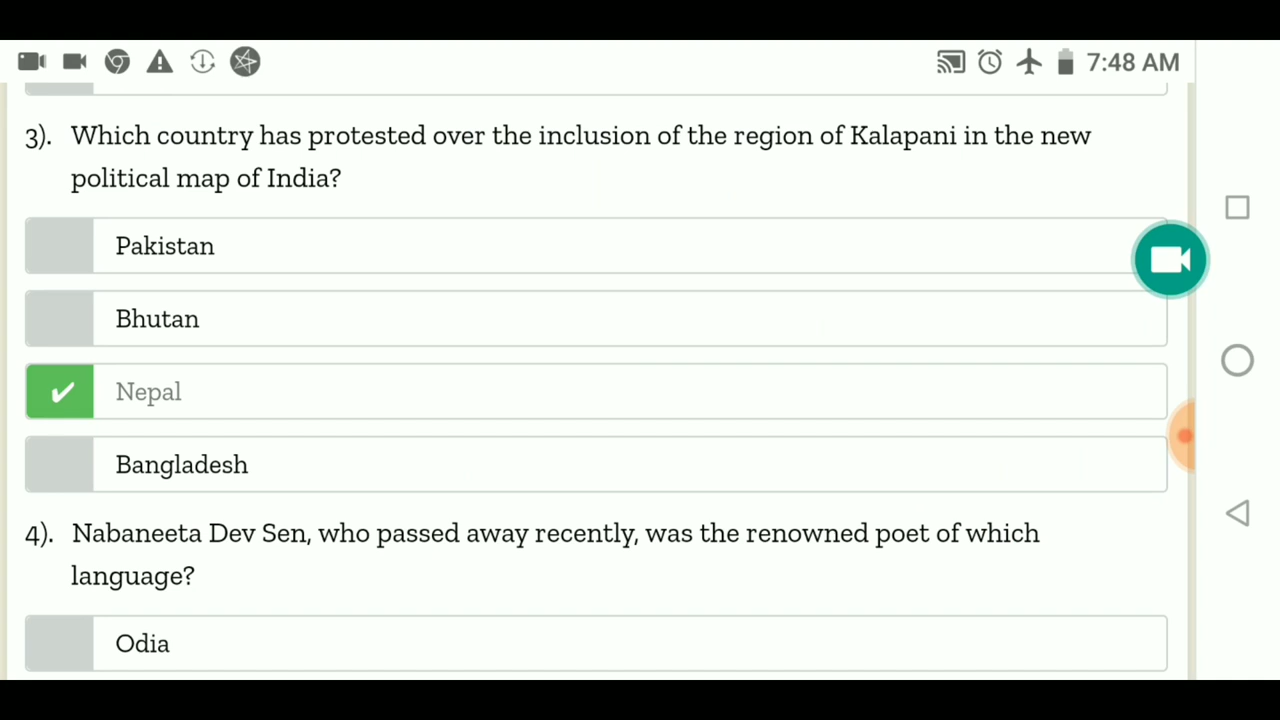 7:48 AM
3). Which country has protested over the inclusion of the region of Kalapani in the new
political map of India?
Pakistan
Bhutan
Nepal
Bangladesh
4). Nabaneeta Dev Sen, who passed away recently, was the renowned poet of which
language?
Odia